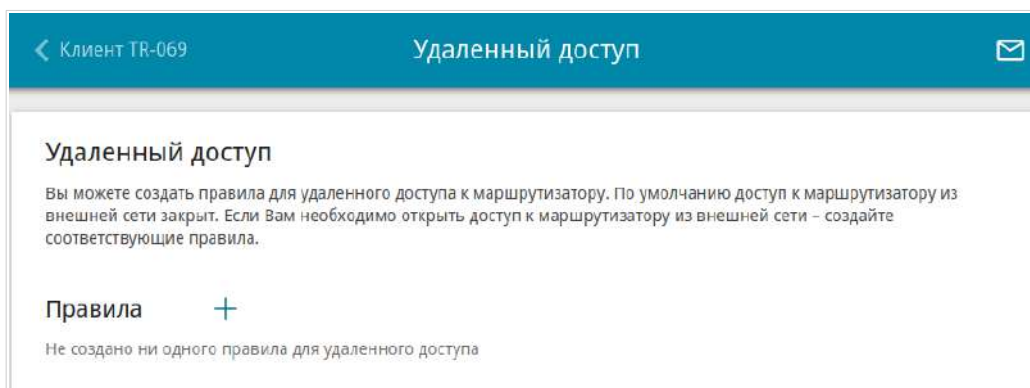 Клиент TR-069
Удаленный доступ
Удаленный доступ
Вы можете создать правила для удаленного доступа к маршрутизатору. По умолчанию доступ к маршрутизатору из
внешней сети закрыт. Если Вам необходимо открыть доступ к маршрутизатору из внешней сети – создайте
соответствующие правила.
Правила
Не создано ни одного правила для удаленного доступа